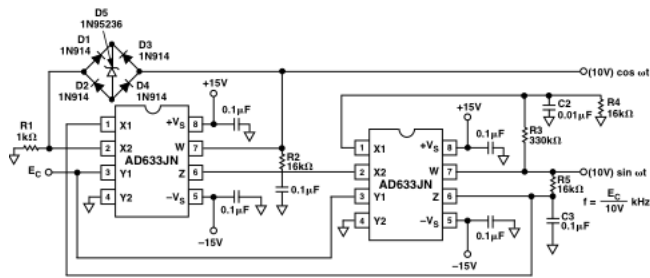 D5
1N95236
D1
1N914
D3
1N914
D2
1N914
D4
1N914
R1
1kΩ
+15V
0.1µF
1 X1 +VS 8
2 X2 W 7
AD633JN
3 Y1 Z 6
4 Y2 –VS 5
EC
R2
16kΩ
0.1µF
0.1µF
–15V
(10V) cos ωt
C2
0.01µF
R4
16kΩ
R3
330kΩ
+15V
0.1µF
1 X1 +VS 8
2 X2 W 7
AD633JN
3 Y1 Z 6
4 Y2 –VS 5
(10V) sin ωt
R5
16kΩ
f = EC/10V kHz
C3
0.1µF
0.1µF
–15V